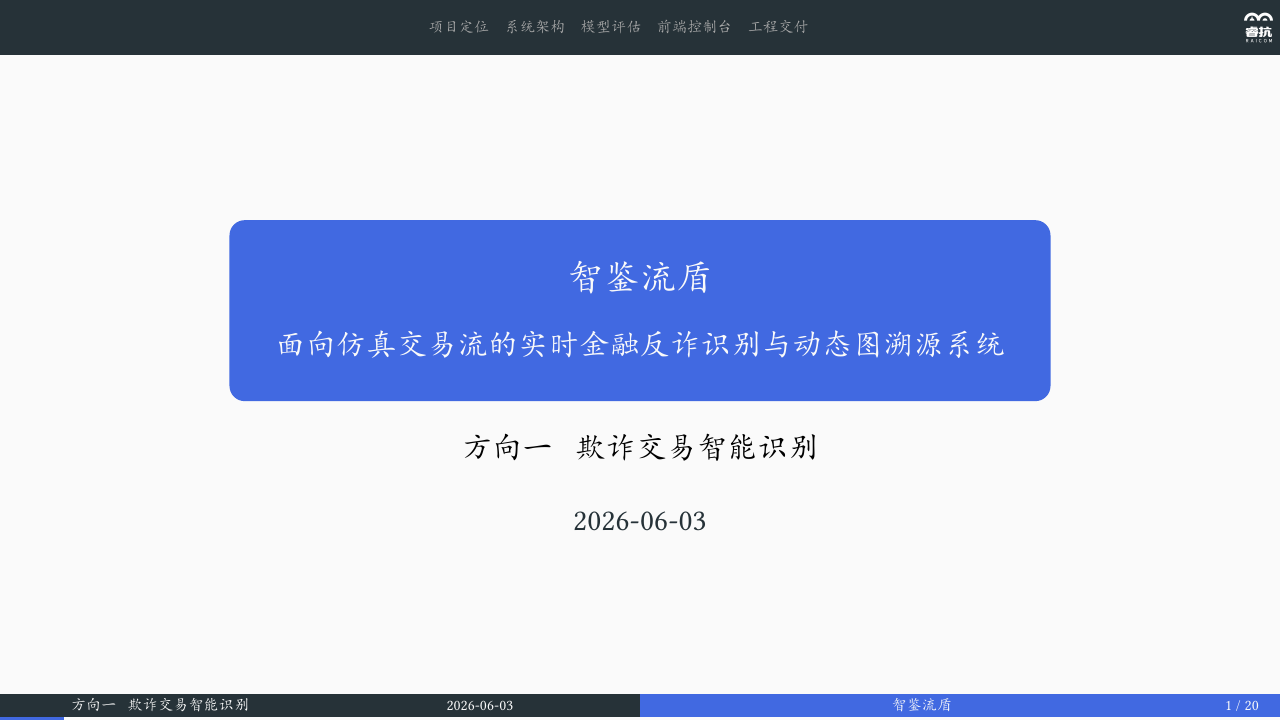 项目定位 系统架构 模型评估 前端控制台 工程交付
睿抗
RAICOM
智鉴流盾
面向仿真交易流的实时金融反诈识别与动态图溯源系统
方向一 欺诈交易智能识别
2026-06-03
方向一 欺诈交易智能识别 2026-06-03 智鉴流盾 1 / 20